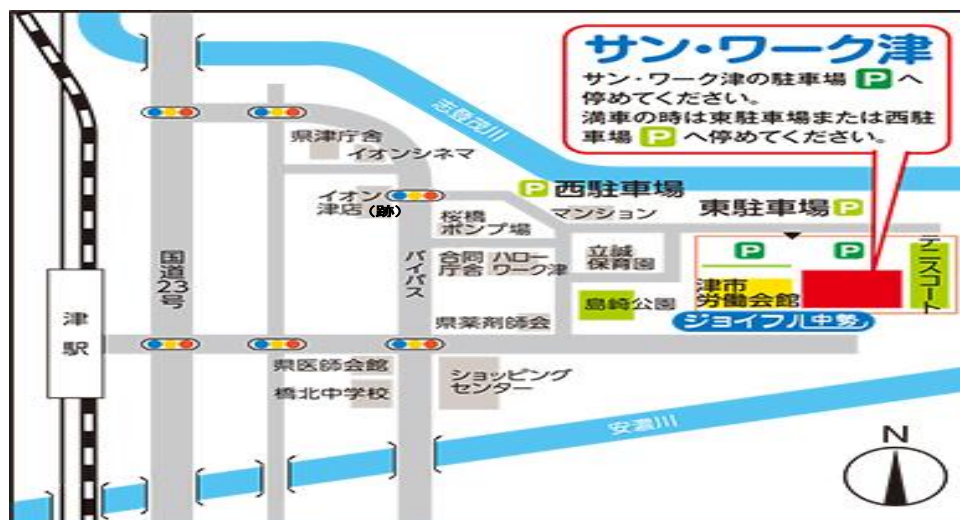 サン・ワーク津
サン・ワーク津の駐車場 P へ
停めてください。
満車の時は東駐車場または西駐
車場 P へ停めてください。
志登茂川
県津庁舎
イオンシネマ
イオン
津店(跡)
P 西駐車場
マンション
東駐車場 P
桜橋
ポンプ場
国道23号
バイパス
合同
庁舎
ハロー
ワーク津
立誠
保育園
P
P
テニスコート
津市
労働会館
島崎公園
ジョイフル中勢
津駅
県薬剤師会
県医師会館
橋北中学校
ショッピング
センター
安濃川
N